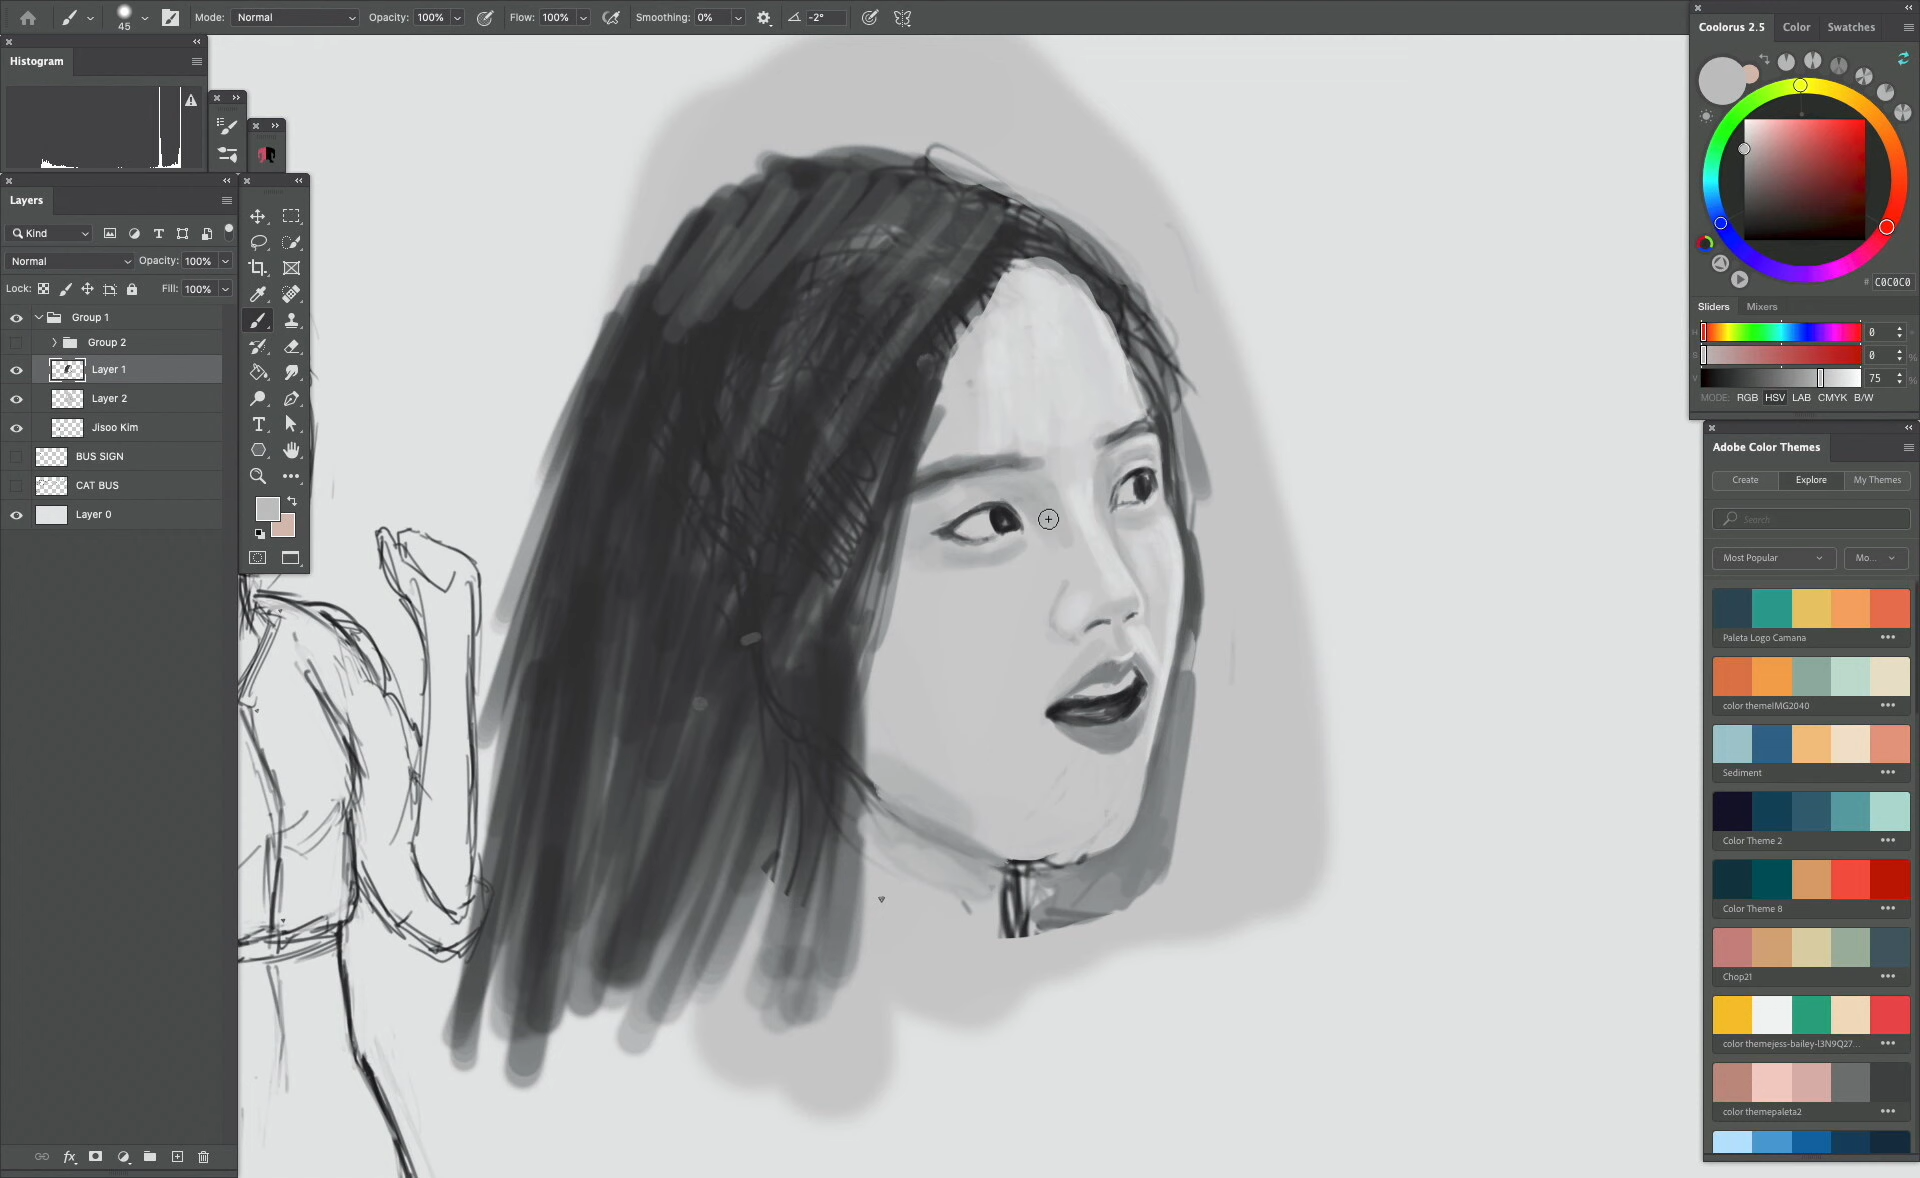 Mode: Normal Opacity: 100% Flow: 100% Smoothing: 0% -2°
45
Histogram
Layers
Kind
Normal Opacity: 100%
Lock: Fill: 100%
Group 1
Group 2
Layer 1
Layer 2
Jisoo Kim
BUS SIGN
CAT BUS
Layer 0
fx
Coolorus 2.5 Color Swatches
# C0C0C0
Sliders Mixers
0
0 %
75 %
MODE: RGB HSV LAB CMYK B/W
Adobe Color Themes
Create Explore My Themes
Search
Most Popular Mo...
Paleta Logo Camana
color themeIMG2040
Sediment
Color Theme 2
Color Theme 8
Chop21
color themejess-bailey-l3N9Q27...
color themepaleta2